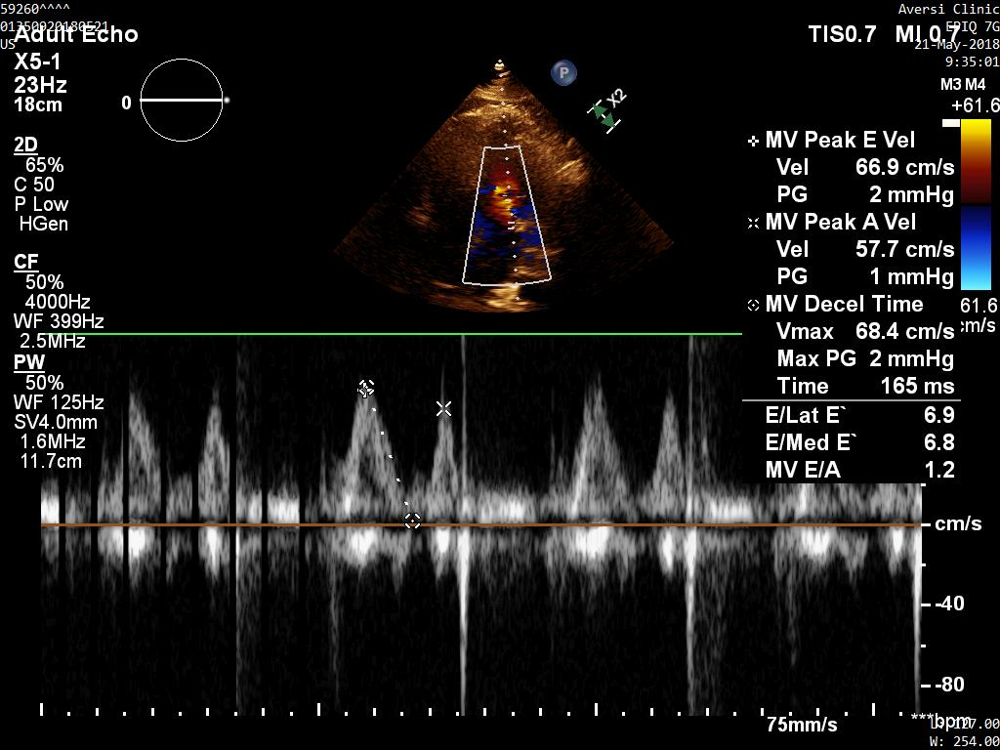 59260^^^^
01350920180521
US
Adult Echo
X5-1
23Hz
18cm
0
2D
65%
C 50
P Low
HGen
CF
50%
4000Hz
WF 399Hz
2.5MHz
PW
50%
WF 125Hz
SV4.0mm
1.6MHz
11.7cm
P
X2
Aversi Clinic
EPIQ 7G
TIS0.7 MI 0.7
21-May-2018
9:35:01
M3 M4
+61.6
MV Peak E Vel
Vel 66.9 cm/s
PG 2 mmHg
MV Peak A Vel
Vel 57.7 cm/s
PG 1 mmHg
MV Decel Time
61.6
cm/s
Vmax 68.4 cm/s
Max PG 2 mmHg
Time 165 ms
E/Lat E` 6.9
E/Med E` 6.8
MV E/A 1.2
cm/s
-40
-80
75mm/s
***bpm
L: 127.00
W: 254.00